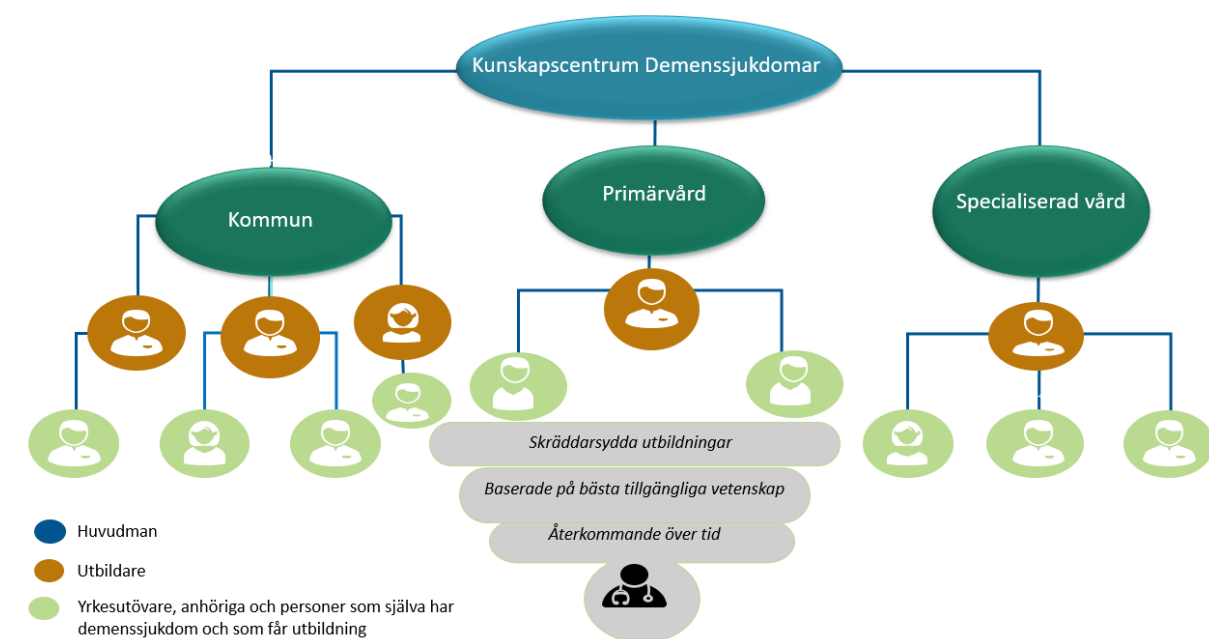 Kunskapscentrum Demenssjukdomar
Kommun
Primärvård
Specialiserad vård
Skräddarsydda utbildningar
Baserade på bästa tillgängliga vetenskap
Återkommande över tid
Huvudman
Utbildare
Yrkesutövare, anhöriga och personer som själva har
demenssjukdom och som får utbildning